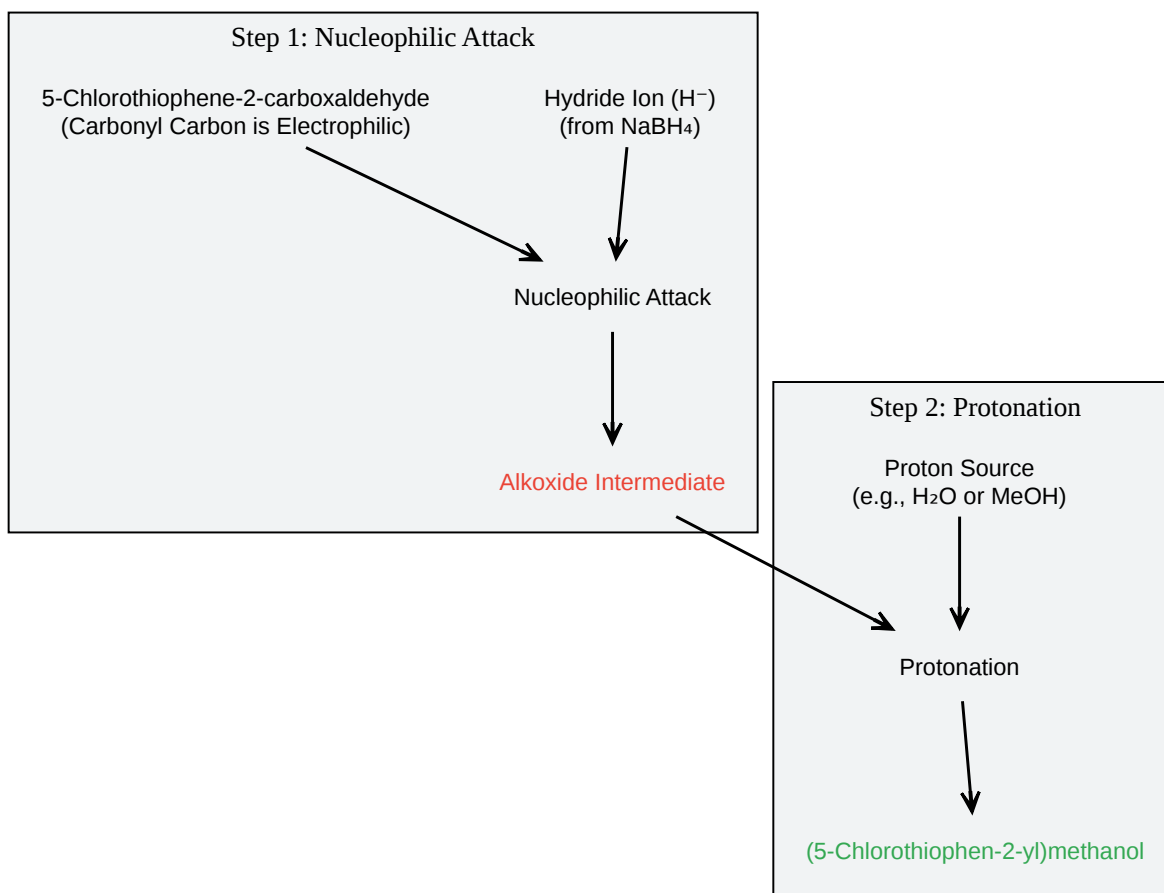 Step 1: Nucleophilic Attack
5-Chlorothiophene-2-carboxaldehyde
(Carbonyl Carbon is Electrophilic)
Hydride Ion (H⁻)
(from NaBH₄)
Nucleophilic Attack
Alkoxide Intermediate
Step 2: Protonation
Proton Source
(e.g., H₂O or MeOH)
Protonation
(5-Chlorothiophen-2-yl)methanol